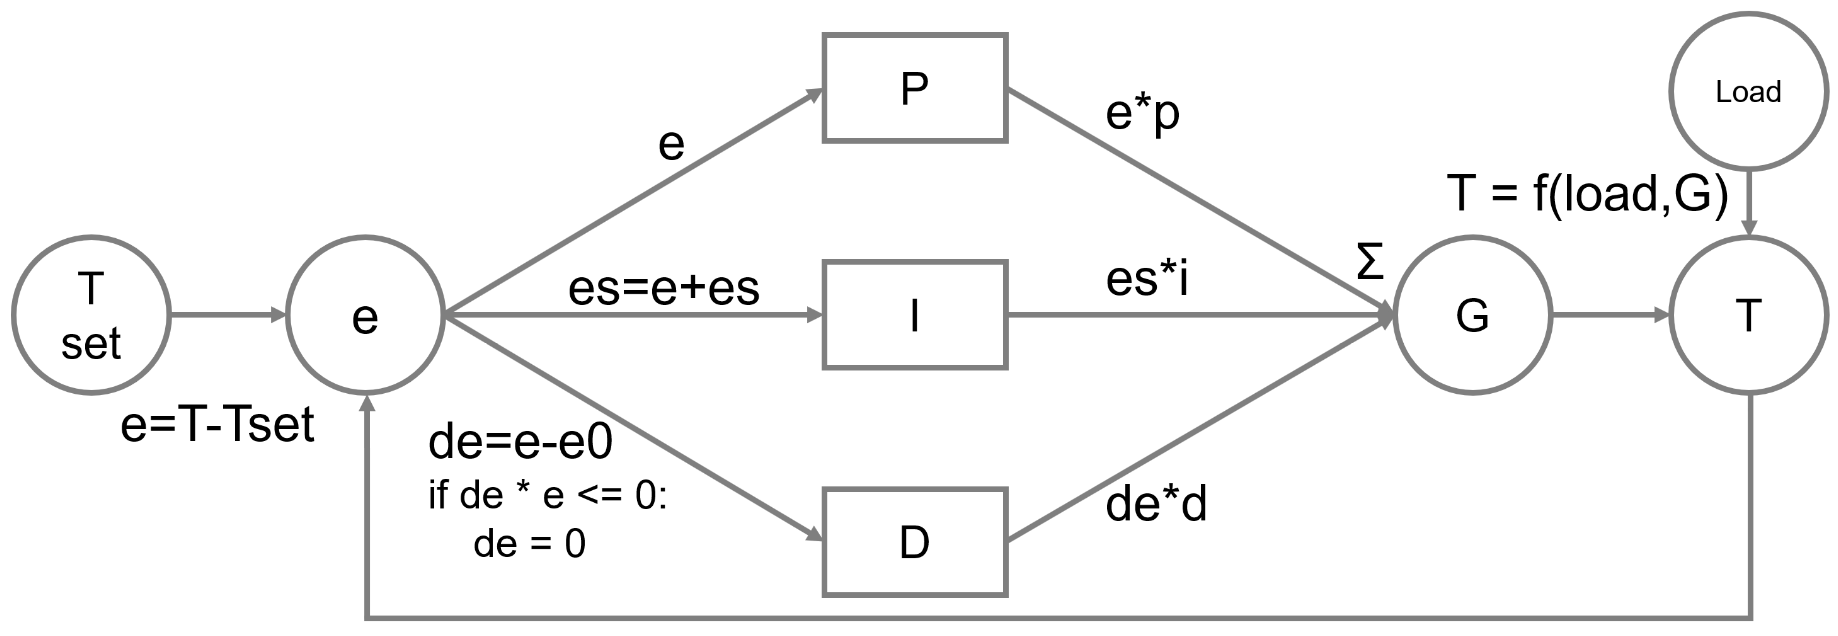 P
Load
e
e*p
T = f(load,G)
T
set
e
es=e+es
I
es*i
Σ
G
T
e=T-Tset
de=e-e0
if de * e <= 0:
de = 0
D
de*d